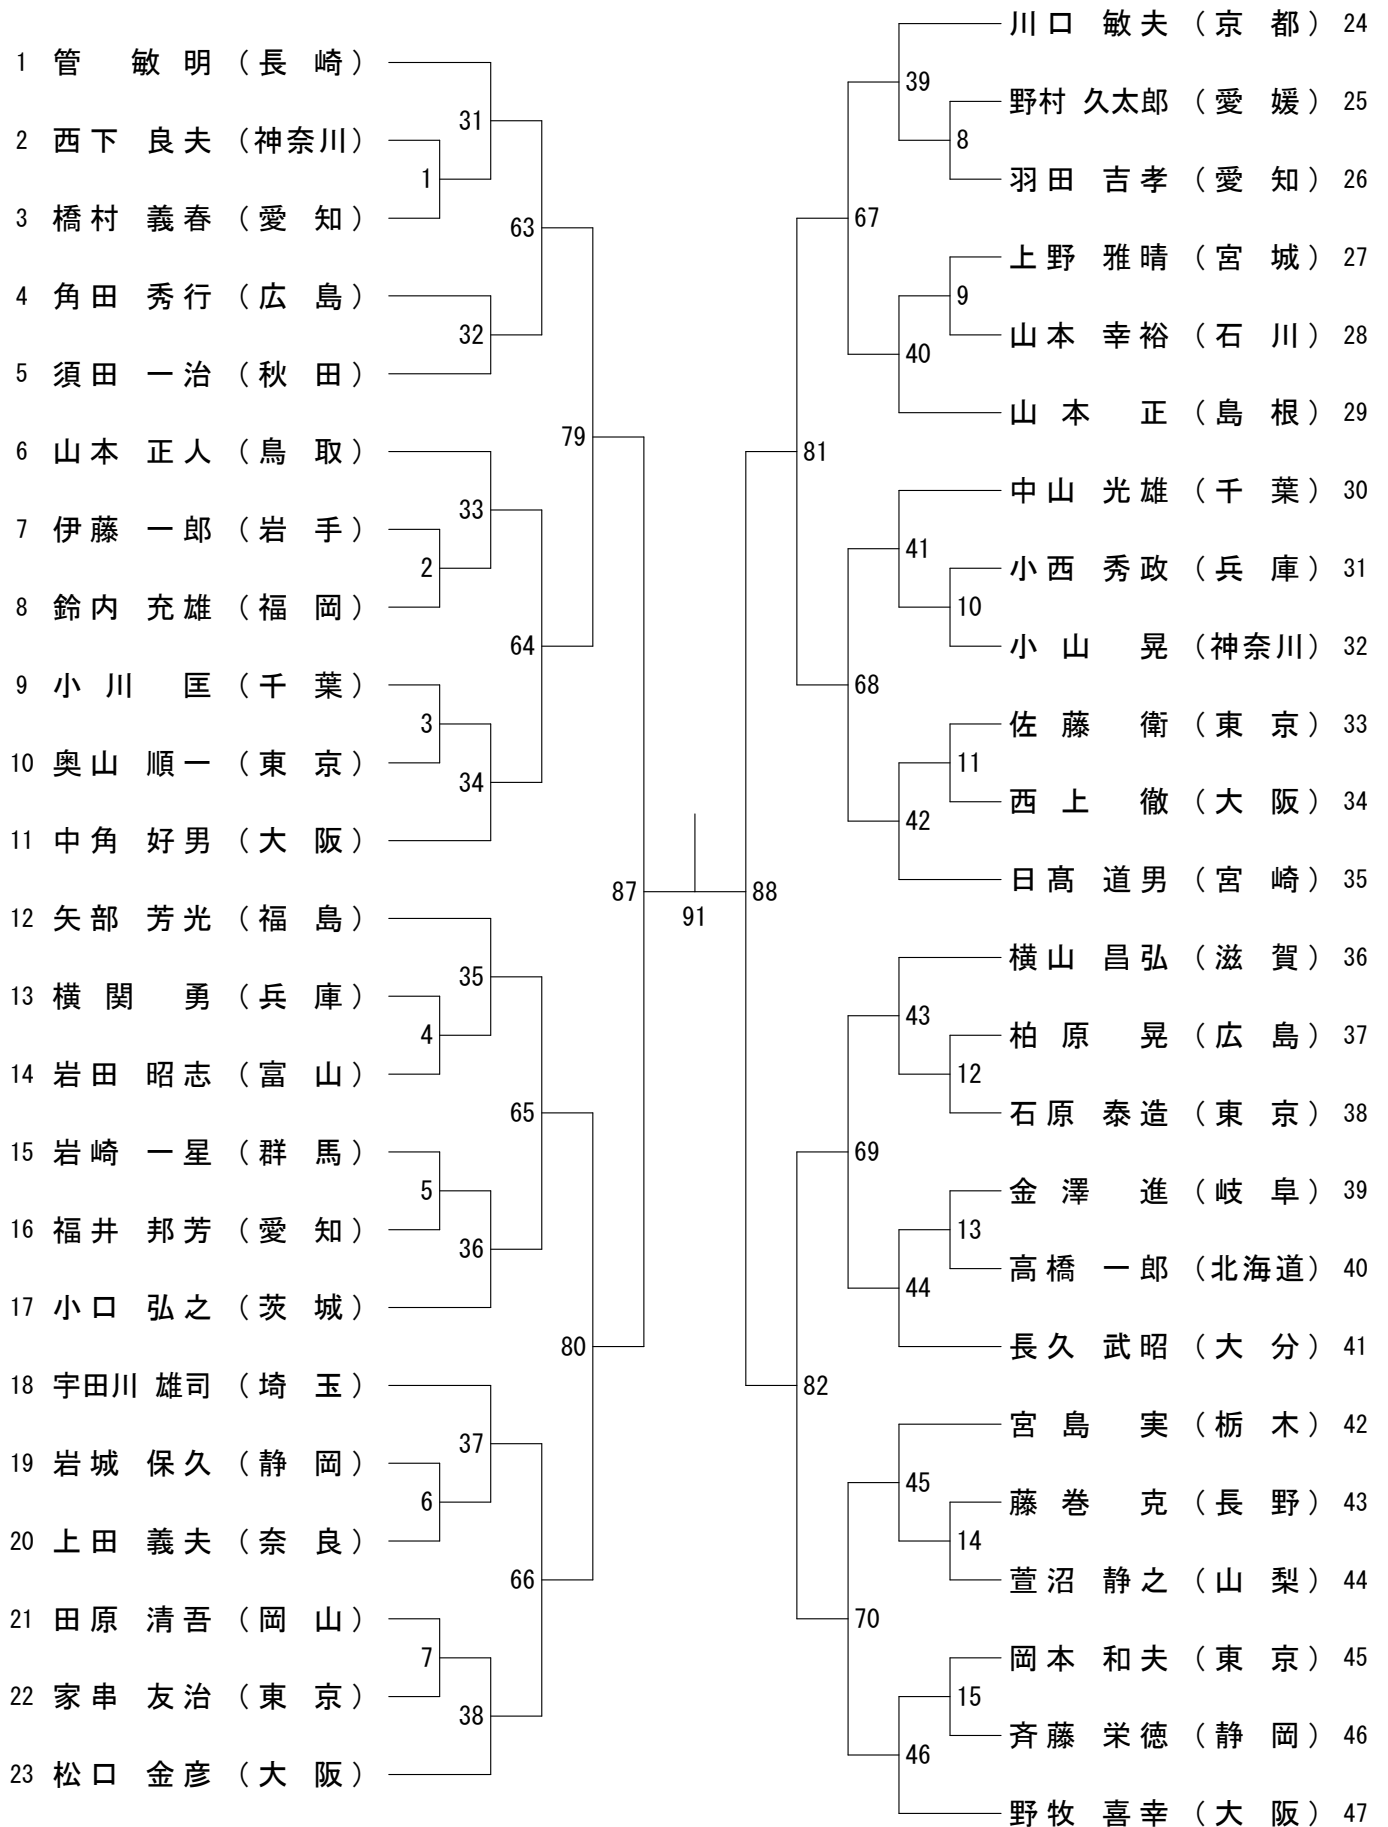 1 管 敏明 (長崎)
2 西下 良夫 (神奈川)
3 橋村 義春 (愛知)
4 角田 秀行 (広島)
5 須田 一治 (秋田)
6 山本 正人 (鳥取)
7 伊藤 一郎 (岩手)
8 鈴内 充雄 (福岡)
9 小川 匡 (千葉)
10 奥山 順一 (東京)
11 中角 好男 (大阪)
12 矢部 芳光 (福島)
13 横関 勇 (兵庫)
14 岩田 昭志 (富山)
15 岩崎 一星 (群馬)
16 福井 邦芳 (愛知)
17 小口 弘之 (茨城)
18 宇田川 雄司 (埼玉)
19 岩城 保久 (静岡)
20 上田 義夫 (奈良)
21 田原 清吾 (岡山)
22 家串 友治 (東京)
23 松口 金彦 (大阪)
1
2
3
4
5
6
7
31
32
33
34
35
36
37
38
63
64
65
66
79
80
87
91
88
81
82
67
68
69
70
39
40
41
42
43
44
45
46
8
9
10
11
12
13
14
15
川口 敏夫 (京都) 24
野村 久太郎 (愛媛) 25
羽田 吉孝 (愛知) 26
上野 雅晴 (宮城) 27
山本 幸裕 (石川) 28
山本 正 (島根) 29
中山 光雄 (千葉) 30
小西 秀政 (兵庫) 31
小山 晃 (神奈川) 32
佐藤 衛 (東京) 33
西上 徹 (大阪) 34
日髙 道男 (宮崎) 35
横山 昌弘 (滋賀) 36
柏原 晃 (広島) 37
石原 泰造 (東京) 38
金澤 進 (岐阜) 39
高橋 一郎 (北海道) 40
長久 武昭 (大分) 41
宮島 実 (栃木) 42
藤巻 克 (長野) 43
萱沼 静之 (山梨) 44
岡本 和夫 (東京) 45
斉藤 栄徳 (静岡) 46
野牧 喜幸 (大阪) 47